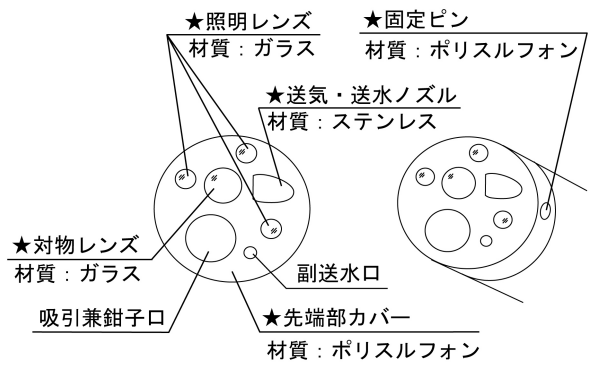 ★照明レンズ
材質：ガラス
★固定ピン
材質：ポリスルフォン
★送気・送水ノズル
材質：ステンレス
★対物レンズ
材質：ガラス
副送水口
吸引兼鉗子口
★先端部カバー
材質：ポリスルフォン